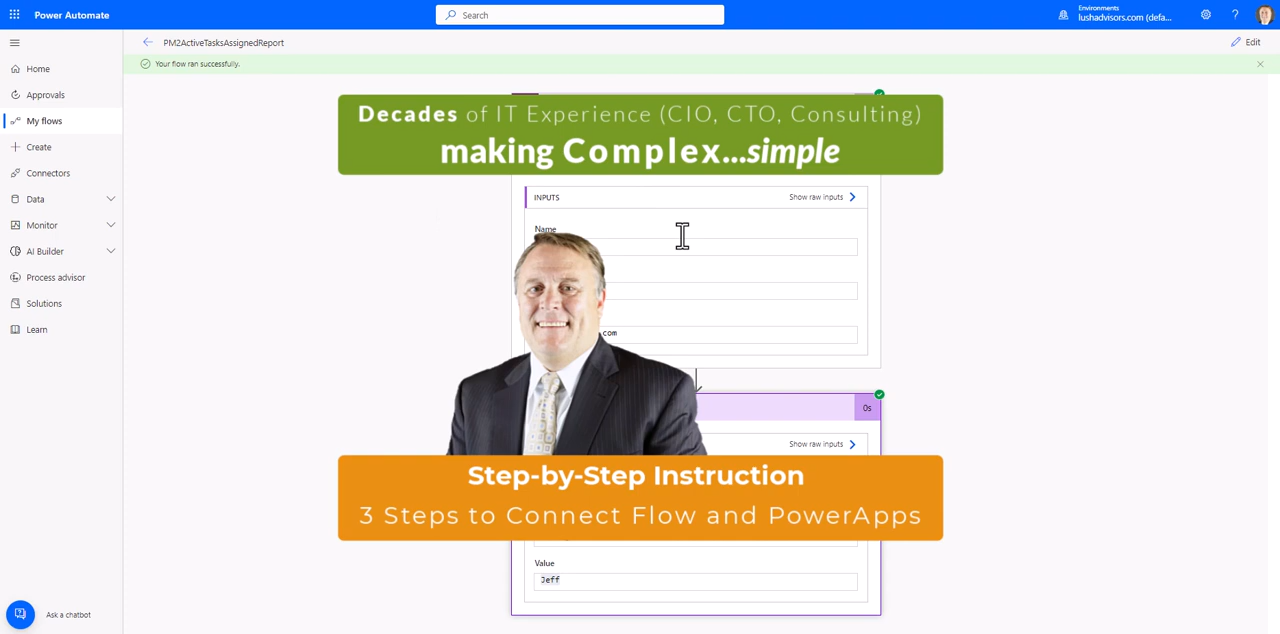 Power Automate
Search
Environments
lushadvisors.com (defa...
PM2ActiveTasksAssignedReport
Edit
Your flow ran successfully.
Home
Approvals
My flows
Create
Connectors
Data
Monitor
AI Builder
Process advisor
Solutions
Learn
Ask a chatbot
Decades of IT Experience (CIO, CTO, Consulting)
making Complex...simple
INPUTS
Show raw inputs
Name
com
0s
Show raw inputs
Step-by-Step Instruction
3 Steps to Connect Flow and PowerApps
Value
Jeff